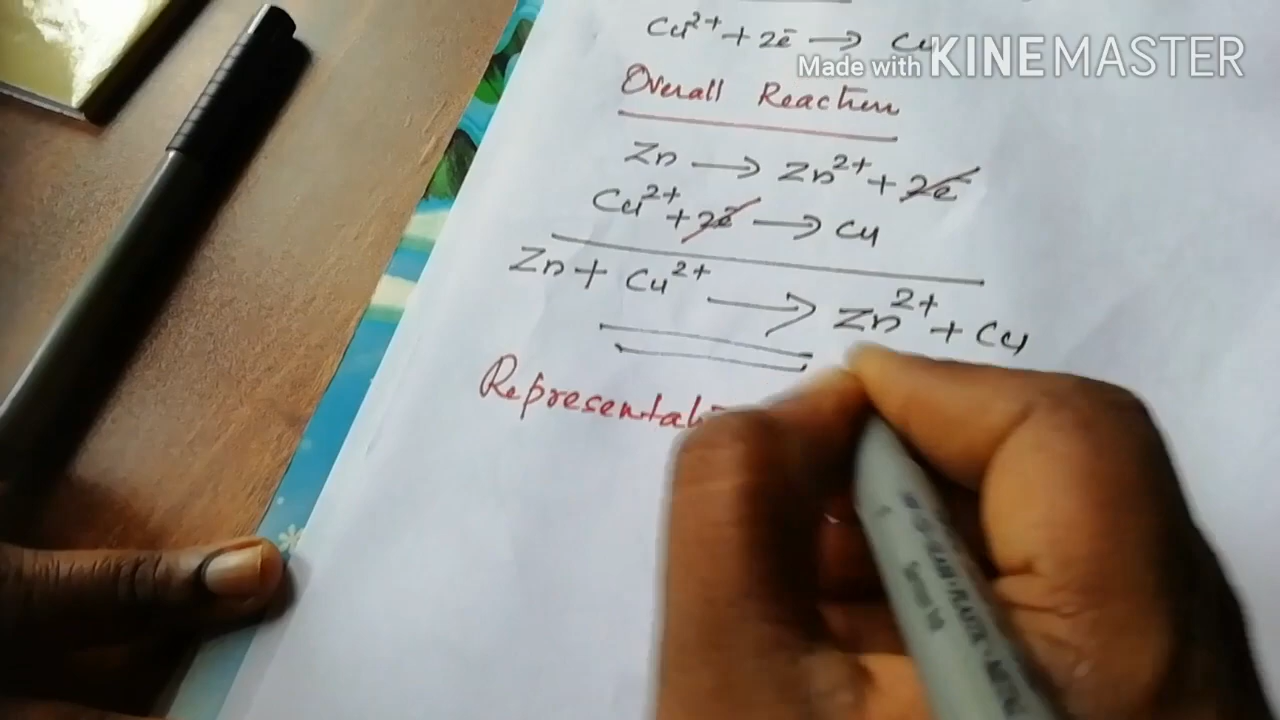 Cu²⁺ + 2e⁻ → Cu
Made with KINEMASTER
Overall Reaction
Zn → Zn²⁺ + 2e⁻
Cu²⁺ + 2e⁻ → Cu
Zn + Cu²⁺ → Zn²⁺ + Cu